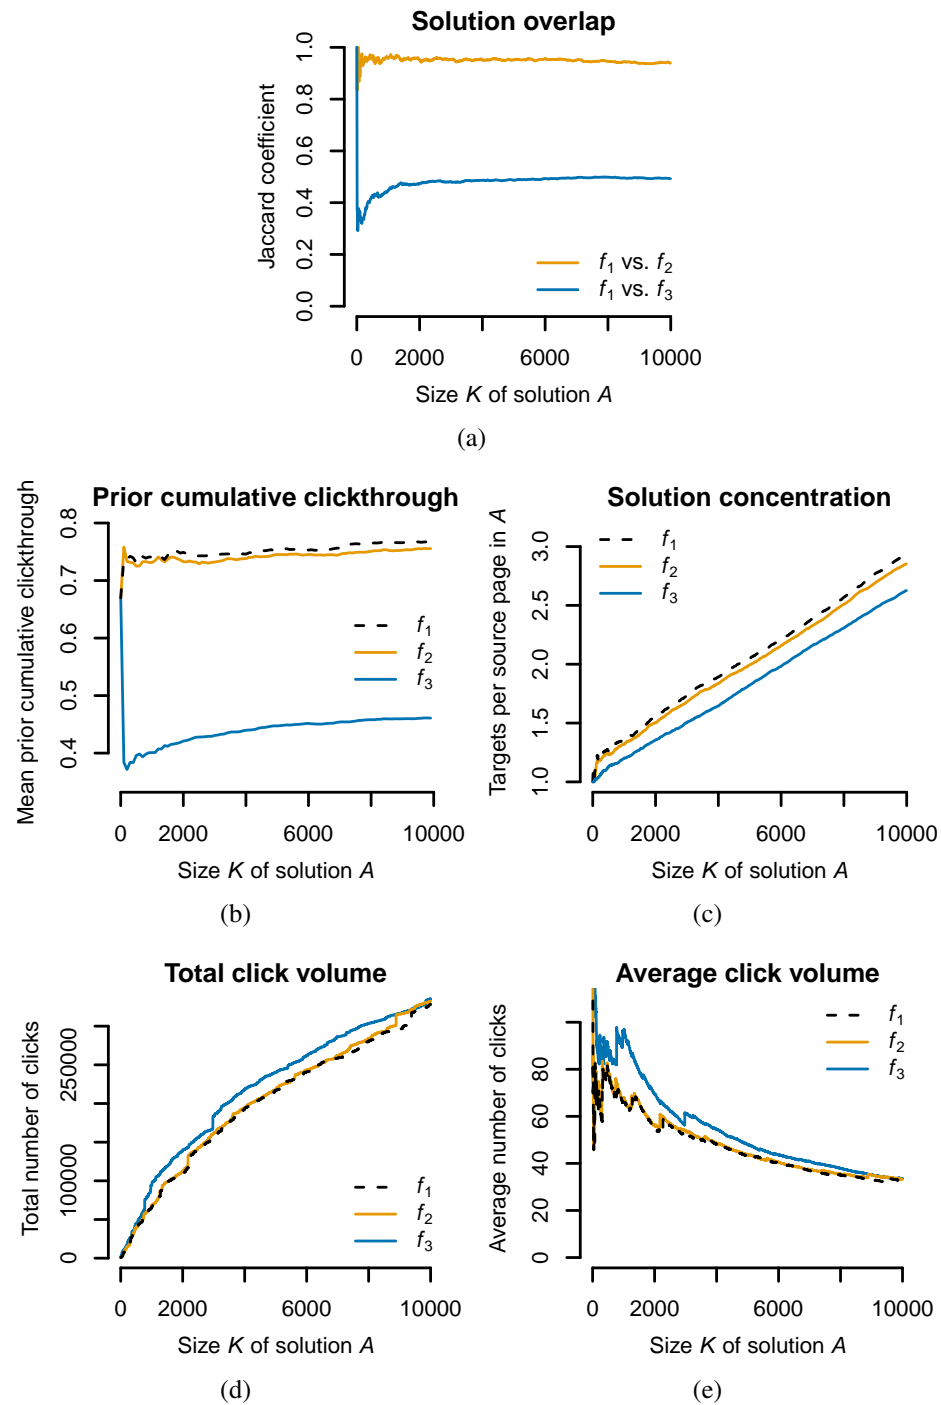 Solution overlap
Jaccard coefficient
0.0 0.2 0.4 0.6 0.8 1.0
f1 vs. f2
f1 vs. f3
0 2000 6000 10000
Size K of solution A
(a)
Prior cumulative clickthrough
Mean prior cumulative clickthrough
0.4 0.5 0.6 0.7 0.8
f1
f2
f3
0 2000 6000 10000
Size K of solution A
(b)
Solution concentration
Targets per source page in A
1.0 1.5 2.0 2.5 3.0
f1
f2
f3
0 2000 6000 10000
Size K of solution A
(c)
Total click volume
Total number of clicks
0 100000 250000
f1
f2
f3
0 2000 6000 10000
Size K of solution A
(d)
Average click volume
Average number of clicks
0 20 40 60 80
f1
f2
f3
0 2000 6000 10000
Size K of solution A
(e)